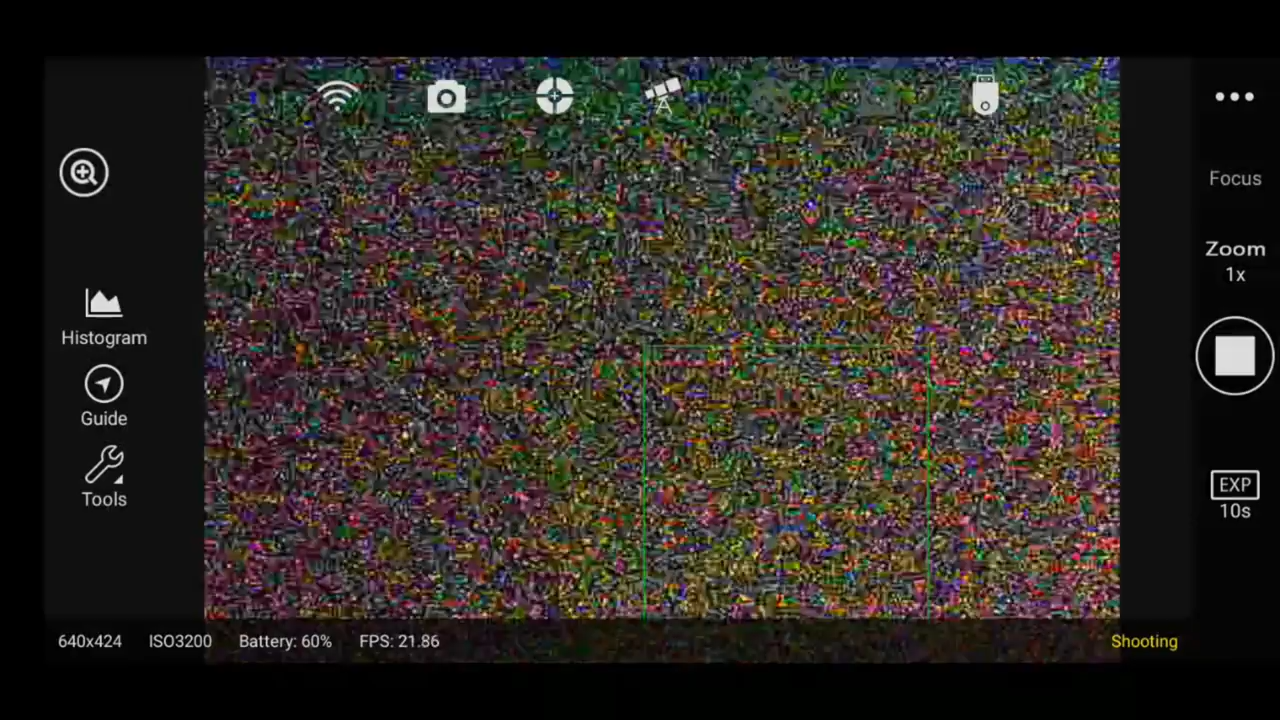 Focus
Zoom
1x
Histogram
Guide
Tools
EXP
10s
640x424 ISO3200 Battery: 60% FPS: 21.86 Shooting